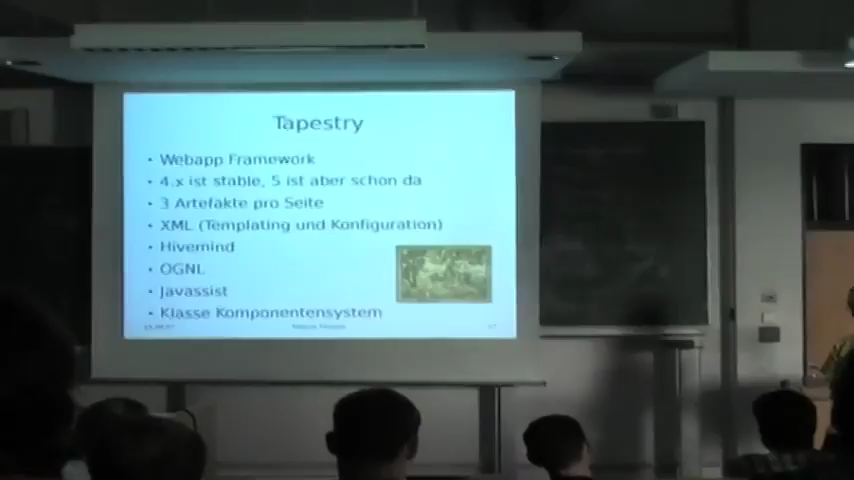 Tapestry
• Webapp Framework
• 4.x ist stable, 5 ist aber schon da
• 3 Artefakte pro Seite
• XML (Templating und Konfiguration)
• Hivemind
• OGNL
• Javassist
• Klasse Komponentensystem